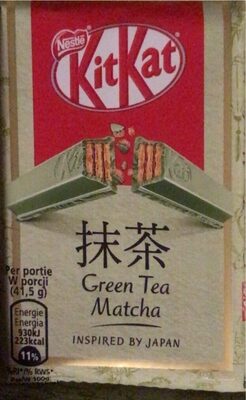 Nestlé
KitKat
抹茶
Green Tea
Matcha
INSPIRED BY JAPAN
Per portie
W porcji
(41,5 g)
Energie
Energia
930kJ
223kcal
11%